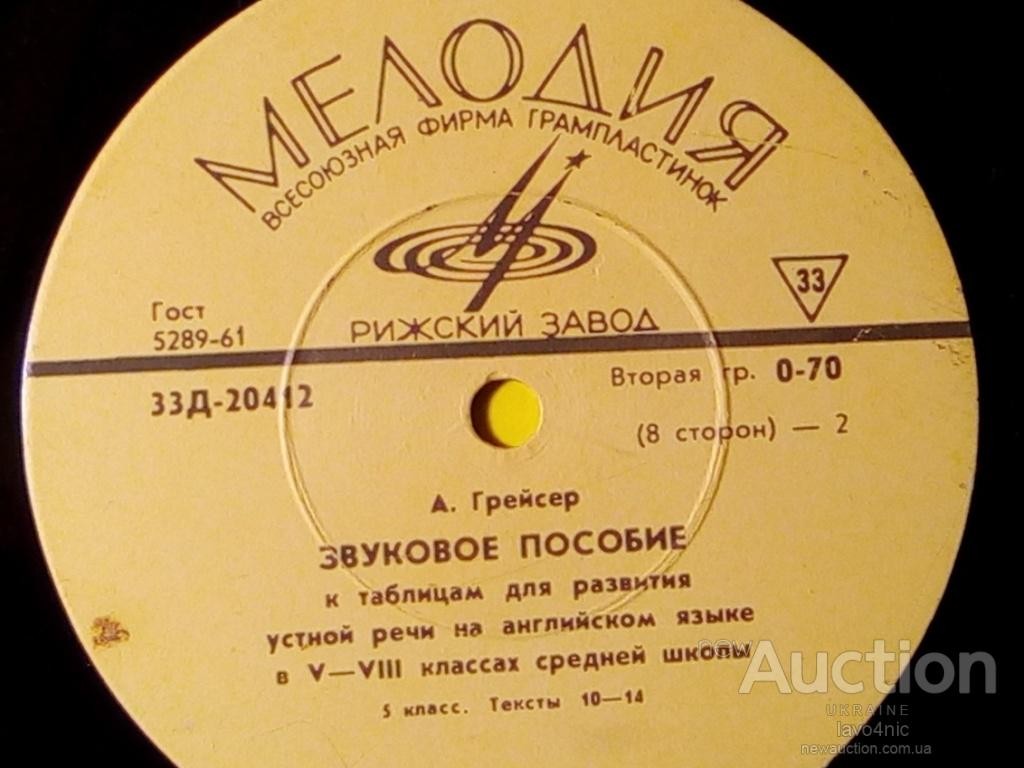 МЕЛОДИЯ
ВСЕСОЮЗНАЯ ФИРМА ГРАМПЛАСТИНОК
33
Гост
5289-61
РИЖСКИЙ ЗАВОД
33Д-20412
Вторая гр. 0-70
(8 сторон) — 2
А. Грейсер
ЗВУКОВОЕ ПОСОБИЕ
к таблицам для развития
устной речи на английском языке
в V—VIII классах средней школы
5 класс. Тексты 10—14
new Auction
UKRAINE
lavo4nic
newauction.com.ua